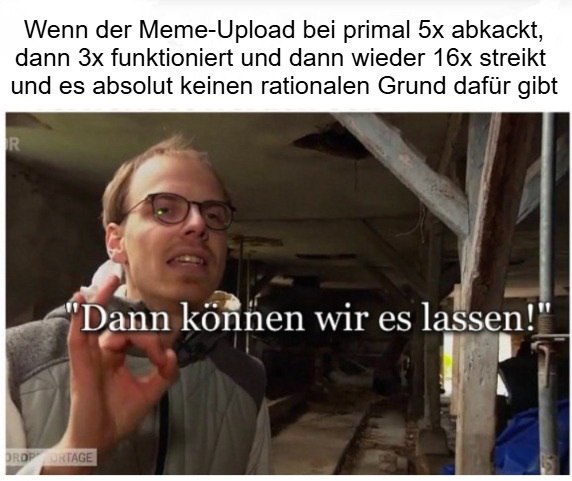 Wenn der Meme-Upload bei primal 5x abkackt,
dann 3x funktioniert und dann wieder 16x streikt
und es absolut keinen rationalen Grund dafür gibt
"Dann können wir es lassen!"